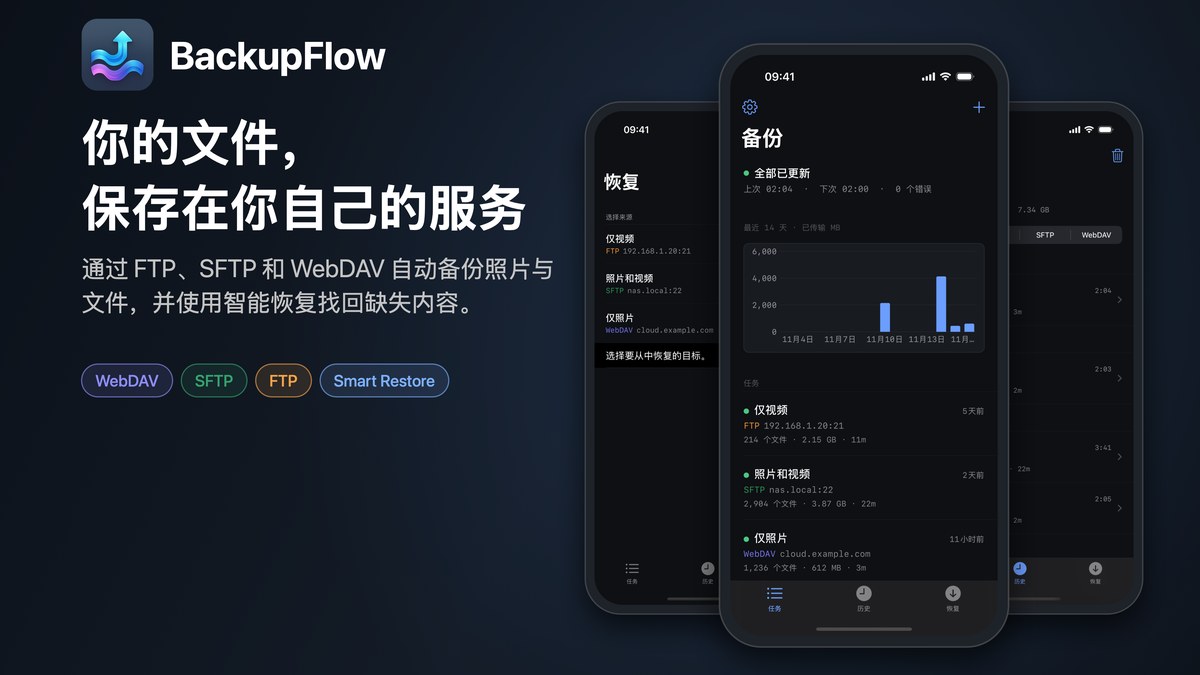 BackupFlow
你的文件，
保存在你自己的服务
通过 FTP、SFTP 和 WebDAV 自动备份照片与
文件，并使用智能恢复找回缺失内容。
WebDAV
SFTP
FTP
Smart Restore
09:41
恢复
选择来源
仅视频
FTP 192.168.1.20:21
照片和视频
SFTP nas.local:22
仅照片
WebDAV cloud.example.com
选择要从中恢复的目标。
任务
历史
09:41
备份
全部已更新
上次 02:04 · 下次 02:00 · 0 个错误
最近 14 天 · 已传输 MB
6,000
4,000
2,000
0
11月4日 11月7日 11月10日 11月13日 11月…
任务
仅视频 5天前
FTP 192.168.1.20:21
214 个文件 · 2.15 GB · 11m
照片和视频 2天前
SFTP nas.local:22
2,904 个文件 · 3.87 GB · 22m
仅照片 11小时前
WebDAV cloud.example.com
1,236 个文件 · 612 MB · 3m
任务 历史 恢复
7.34 GB
SFTP WebDAV
2:04
3m
2:03
2m
3:41
· 22m
2:05
2m
历史 恢复